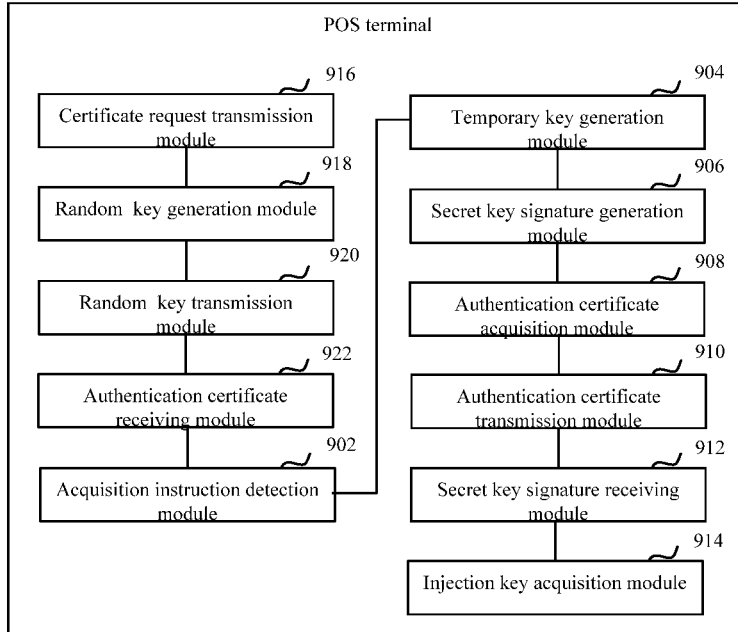 POS terminal
916
Certificate request transmission
module
918
Random key generation module
920
Random key transmission
module
922
Authentication certificate
receiving module
902
Acquisition instruction detection
module
904
Temporary key generation
module
906
Secret key signature generation
module
908
Authentication certificate
acquisition module
910
Authentication certificate
transmission module
912
Secret key signature receiving
module
914
Injection key acquisition module